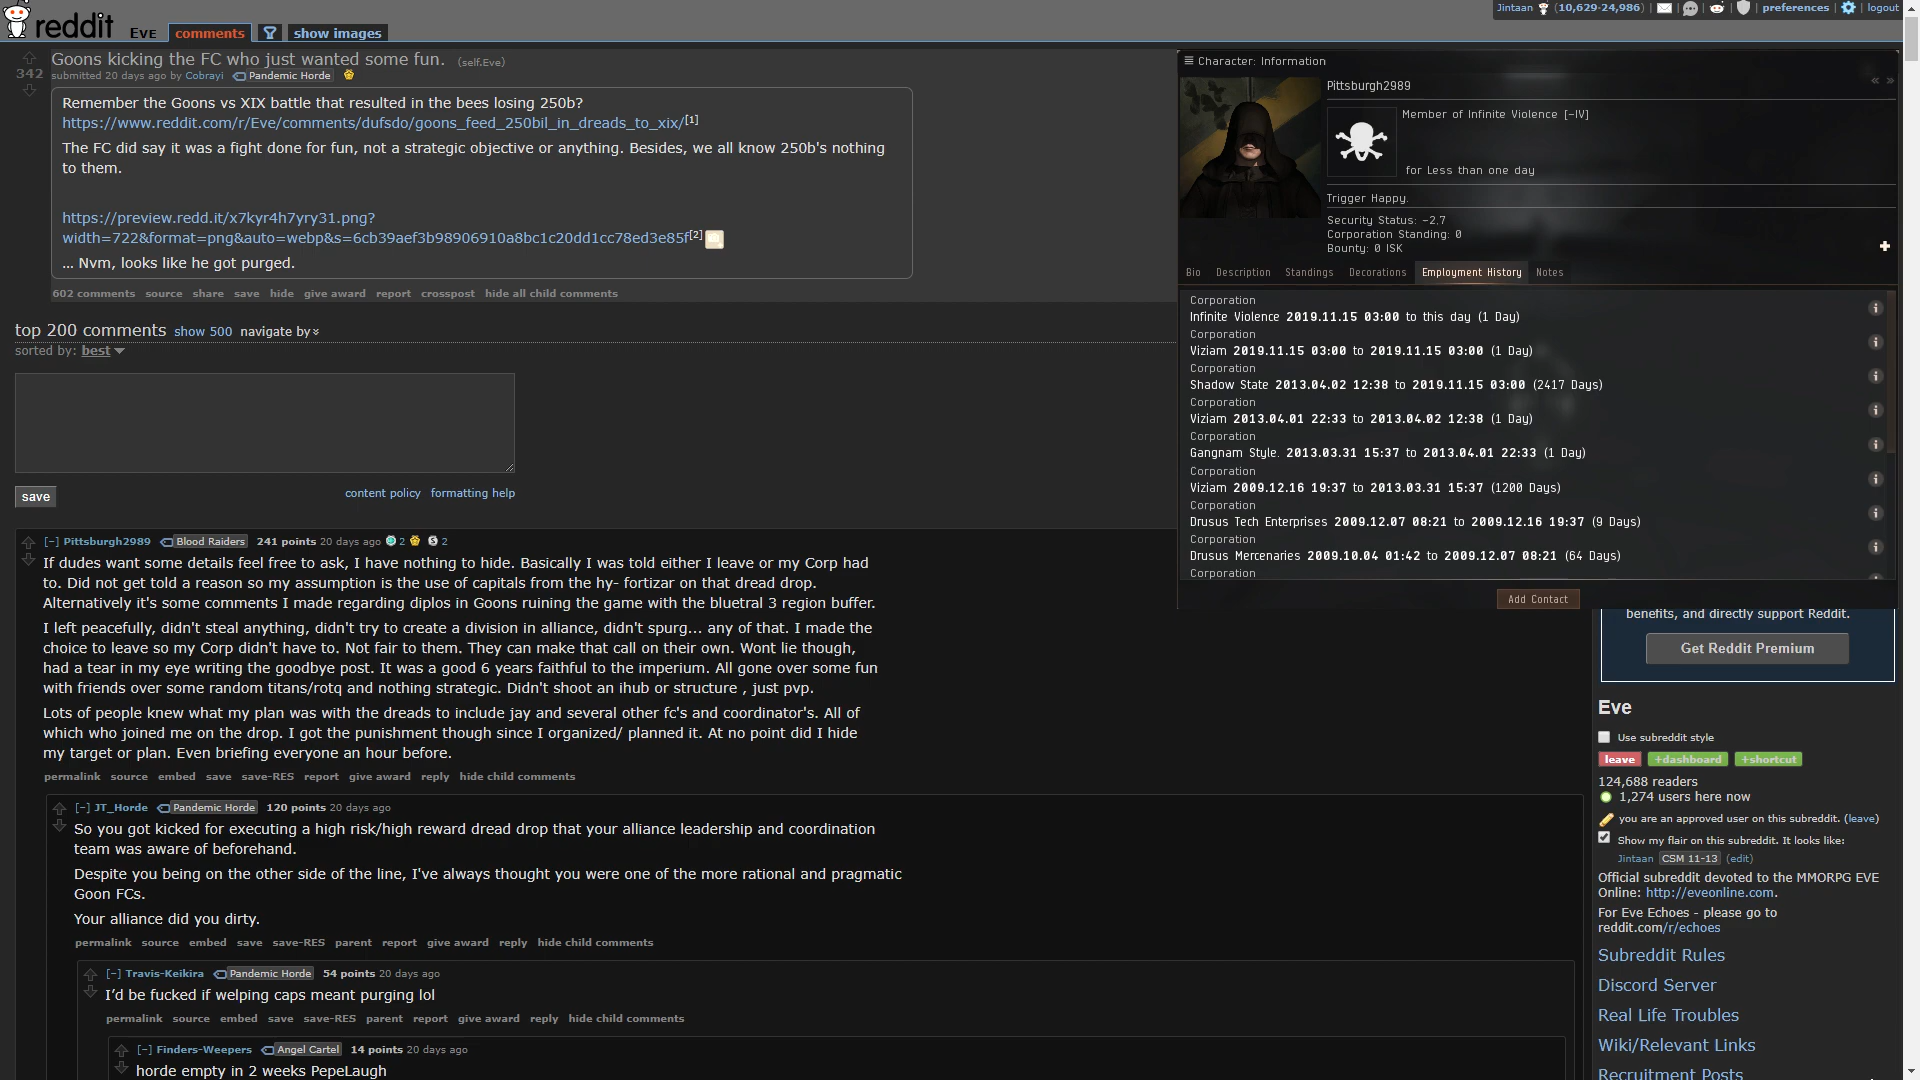 reddit Eve comments show images
Jintaan (10,629·24,986) | | | | | preferences | | logout
Goons kicking the FC who just wanted some fun. (self.Eve)
342
submitted 20 days ago by Cobrayi Pandemic Horde
Remember the Goons vs XIX battle that resulted in the bees losing 250b?
https://www.reddit.com/r/Eve/comments/dufsdo/goons_feed_250bil_in_dreads_to_xix/[1]
The FC did say it was a fight done for fun, not a strategic objective or anything. Besides, we all know 250b's nothing
to them.
https://preview.redd.it/x7kyr4h7yry31.png?
width=722&format=png&auto=webp&s=6cb39aef3b98906910a8bc1c20dd1cc78ed3e85f[2]
... Nvm, looks like he got purged.
602 comments source share save hide give award report crosspost hide all child comments
top 200 comments show 500 navigate by
sorted by: best
save
content policy formatting help
Character: Information
Pittsburgh2989
Member of Infinite Violence [-IV]
for Less than one day
Trigger Happy.
Security Status: -2.7
Corporation Standing: 0
Bounty: 0 ISK
Bio Description Standings Decorations Employment History Notes
Corporation
Infinite Violence 2019.11.15 03:00 to this day (1 Day)
Corporation
Viziam 2019.11.15 03:00 to 2019.11.15 03:00 (1 Day)
Corporation
Shadow State 2013.04.02 12:38 to 2019.11.15 03:00 (2417 Days)
Corporation
Viziam 2013.04.01 22:33 to 2013.04.02 12:38 (1 Day)
Corporation
Gangnam Style. 2013.03.31 15:37 to 2013.04.01 22:33 (1 Day)
Corporation
Viziam 2009.12.16 19:37 to 2013.03.31 15:37 (1200 Days)
Corporation
Drusus Tech Enterprises 2009.12.07 08:21 to 2009.12.16 19:37 (9 Days)
Corporation
Drusus Mercenaries 2009.10.04 01:42 to 2009.12.07 08:21 (64 Days)
Corporation
Add Contact
[-] Pittsburgh2989 Blood Raiders 241 points 20 days ago 2 S 2
If dudes want some details feel free to ask, I have nothing to hide. Basically I was told either I leave or my Corp had
to. Did not get told a reason so my assumption is the use of capitals from the hy- fortizar on that dread drop.
Alternatively it's some comments I made regarding diplos in Goons ruining the game with the bluetral 3 region buffer.
I left peacefully, didn't steal anything, didn't try to create a division in alliance, didn't spurg... any of that. I made the
choice to leave so my Corp didn't have to. Not fair to them. They can make that call on their own. Wont lie though,
had a tear in my eye writing the goodbye post. It was a good 6 years faithful to the imperium. All gone over some fun
with friends over some random titans/rotq and nothing strategic. Didn't shoot an ihub or structure , just pvp.
Lots of people knew what my plan was with the dreads to include jay and several other fc's and coordinator's. All of
which who joined me on the drop. I got the punishment though since I organized/ planned it. At no point did I hide
my target or plan. Even briefing everyone an hour before.
permalink source embed save save-RES report give award reply hide child comments
[-] JT_Horde Pandemic Horde 120 points 20 days ago
So you got kicked for executing a high risk/high reward dread drop that your alliance leadership and coordination
team was aware of beforehand.
Despite you being on the other side of the line, I've always thought you were one of the more rational and pragmatic
Goon FCs.
Your alliance did you dirty.
permalink source embed save save-RES parent report give award reply hide child comments
[-] Travis-Keikira Pandemic Horde 54 points 20 days ago
I’d be fucked if welping caps meant purging lol
permalink source embed save save-RES parent report give award reply hide child comments
[-] Finders-Weepers Angel Cartel 14 points 20 days ago
horde empty in 2 weeks PepeLaugh
benefits, and directly support Reddit.
Get Reddit Premium
Eve
Use subreddit style
leave +dashboard +shortcut
124,688 readers
1,274 users here now
you are an approved user on this subreddit. (leave)
Show my flair on this subreddit. It looks like:
Jintaan CSM 11-13 (edit)
Official subreddit devoted to the MMORPG EVE
Online: http://eveonline.com.
For Eve Echoes - please go to
reddit.com/r/echoes
Subreddit Rules
Discord Server
Real Life Troubles
Wiki/Relevant Links
Recruitment Posts